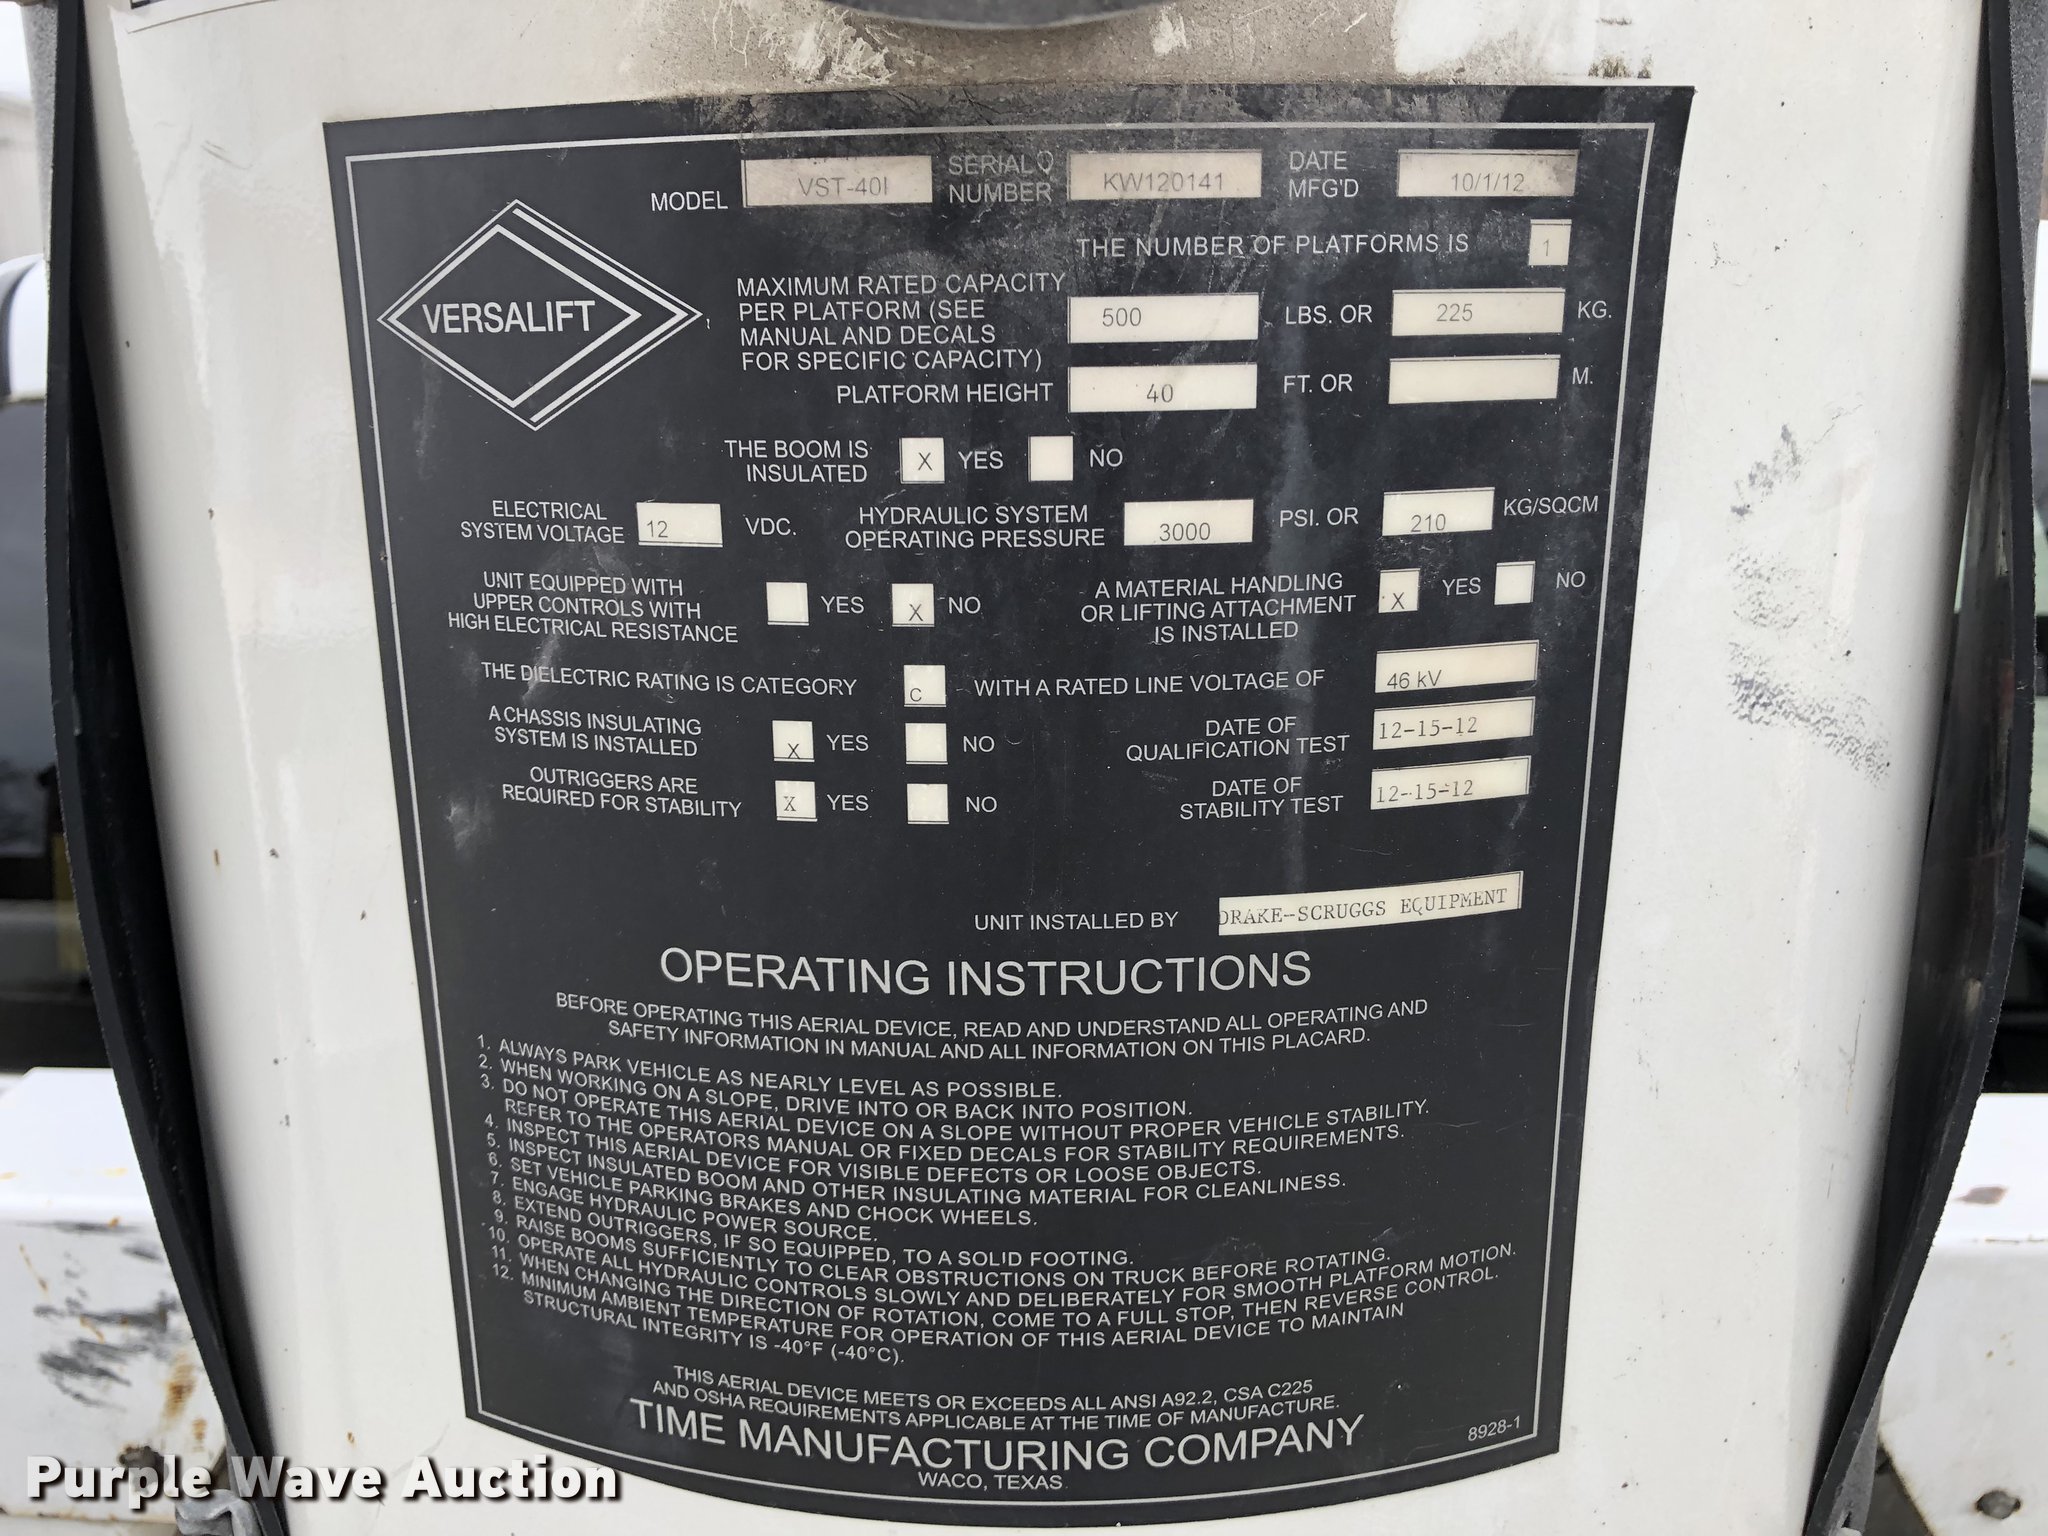 MODEL VST-40I SERIAL NUMBER KW120141 DATE MFG'D 10/1/12
THE NUMBER OF PLATFORMS IS 1
VERSALIFT
MAXIMUM RATED CAPACITY
PER PLATFORM (SEE
MANUAL AND DECALS
FOR SPECIFIC CAPACITY)
500 LBS. OR 225 KG.
PLATFORM HEIGHT 40 FT. OR M.
THE BOOM IS
INSULATED
X YES NO
ELECTRICAL
SYSTEM VOLTAGE
12 VDC.
HYDRAULIC SYSTEM
OPERATING PRESSURE
3000 PSI. OR 210 KG/SQCM
UNIT EQUIPPED WITH
UPPER CONTROLS WITH
HIGH ELECTRICAL RESISTANCE
YES X NO
A MATERIAL HANDLING
OR LIFTING ATTACHMENT
IS INSTALLED
X YES NO
THE DIELECTRIC RATING IS CATEGORY C WITH A RATED LINE VOLTAGE OF 46 kV
A CHASSIS INSULATING
SYSTEM IS INSTALLED
X YES NO
DATE OF
QUALIFICATION TEST
12-15-12
OUTRIGGERS ARE
REQUIRED FOR STABILITY
X YES NO
DATE OF
STABILITY TEST
12-15-12
UNIT INSTALLED BY DRAKE-SCRUGGS EQUIPMENT
OPERATING INSTRUCTIONS
BEFORE OPERATING THIS AERIAL DEVICE, READ AND UNDERSTAND ALL OPERATING AND
SAFETY INFORMATION IN MANUAL AND ALL INFORMATION ON THIS PLACARD.
1. ALWAYS PARK VEHICLE AS NEARLY LEVEL AS POSSIBLE.
2. WHEN WORKING ON A SLOPE, DRIVE INTO OR BACK INTO POSITION.
3. DO NOT OPERATE THIS AERIAL DEVICE ON A SLOPE WITHOUT PROPER VEHICLE STABILITY.
REFER TO THE OPERATORS MANUAL OR FIXED DECALS FOR STABILITY REQUIREMENTS.
4. INSPECT THIS AERIAL DEVICE FOR VISIBLE DEFECTS OR LOOSE OBJECTS.
5. INSPECT INSULATED BOOM AND OTHER INSULATING MATERIAL FOR CLEANLINESS.
6. SET VEHICLE PARKING BRAKES AND CHOCK WHEELS.
7. ENGAGE HYDRAULIC POWER SOURCE.
8. EXTEND OUTRIGGERS, IF SO EQUIPPED, TO A SOLID FOOTING.
9. RAISE BOOMS SUFFICIENTLY TO CLEAR OBSTRUCTIONS ON TRUCK BEFORE ROTATING.
10. OPERATE ALL HYDRAULIC CONTROLS SLOWLY AND DELIBERATELY FOR SMOOTH PLATFORM MOTION.
11. WHEN CHANGING THE DIRECTION OF ROTATION, COME TO A FULL STOP, THEN REVERSE CONTROL.
12. MINIMUM AMBIENT TEMPERATURE FOR OPERATION OF THIS AERIAL DEVICE TO MAINTAIN
STRUCTURAL INTEGRITY IS -40°F (-40°C).
THIS AERIAL DEVICE MEETS OR EXCEEDS ALL ANSI A92.2, CSA C225
AND OSHA REQUIREMENTS APPLICABLE AT THE TIME OF MANUFACTURE.
TIME MANUFACTURING COMPANY
WACO, TEXAS.
8928-1
Purple Wave Auction